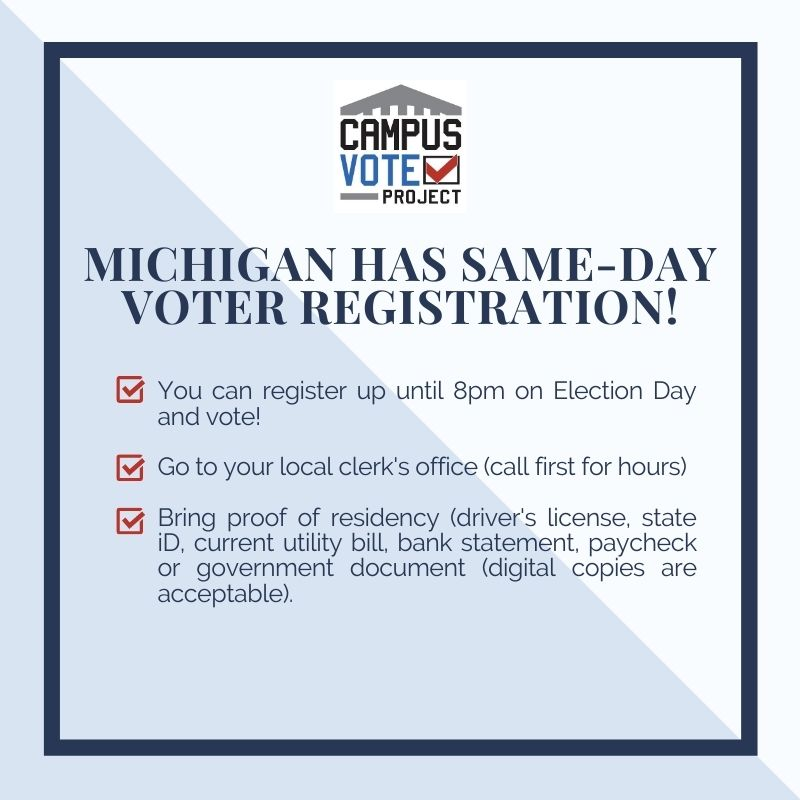 CAMPUS
VOTE
PROJECT
MICHIGAN HAS SAME-DAY
VOTER REGISTRATION!
You can register up until 8pm on Election Day
and vote!
Go to your local clerk's office (call first for hours)
Bring proof of residency (driver's license, state
iD, current utility bill, bank statement, paycheck
or government document (digital copies are
acceptable).